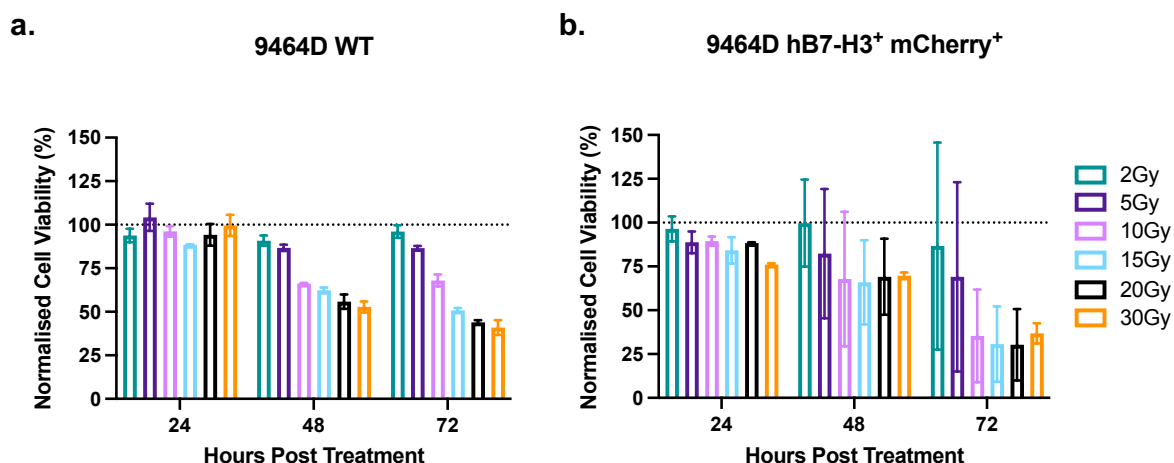 a.
9464D WT
Normalised Cell Viability (%)
150
125
100
75
50
25
0
24
48
72
Hours Post Treatment
b.
9464D hB7-H3⁺ mCherry⁺
Normalised Cell Viability (%)
150
125
100
75
50
25
0
24
48
72
Hours Post Treatment
2Gy
5Gy
10Gy
15Gy
20Gy
30Gy